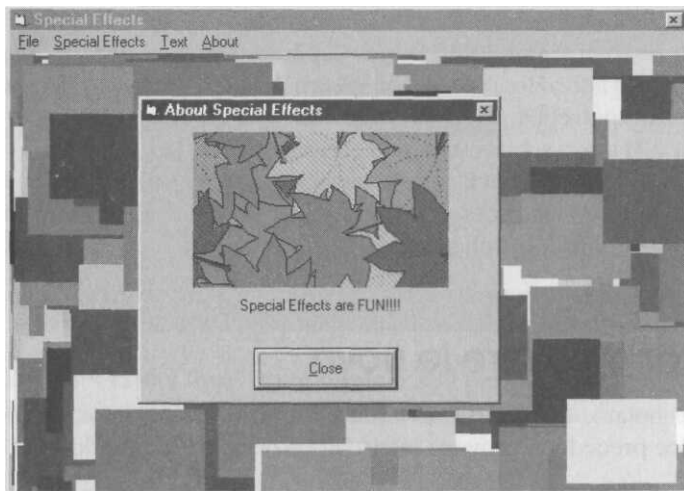 Special Effects
File Special Effects Text About
About Special Effects
Special Effects are FUN!!!!
Close